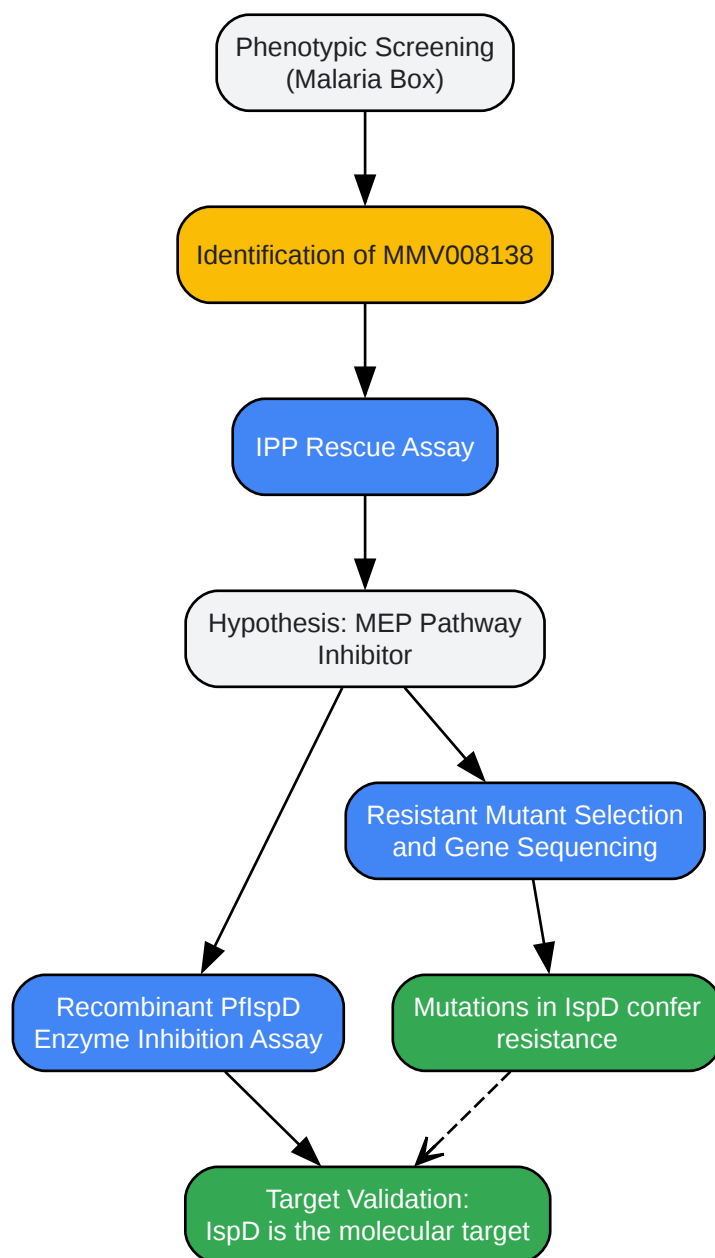 Phenotypic Screening
(Malaria Box)
Identification of MMV008138
IPP Rescue Assay
Hypothesis: MEP Pathway
Inhibitor
Resistant Mutant Selection
and Gene Sequencing
Recombinant PfIspD
Enzyme Inhibition Assay
Mutations in IspD confer
resistance
Target Validation:
IspD is the molecular target